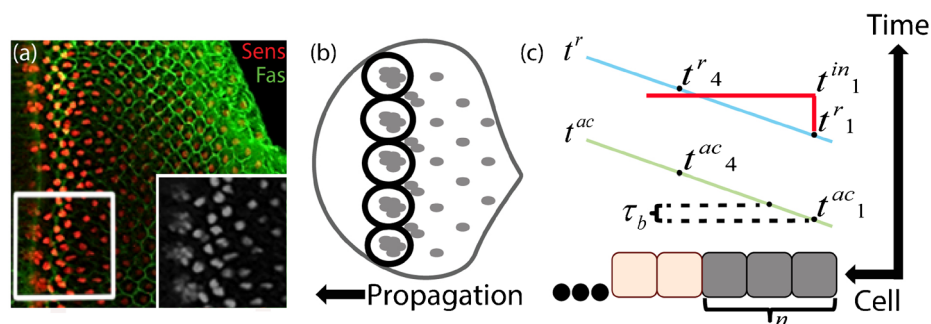 (a)
Sens
Fas
(b)
Propagation
(c)
Time
t^r
t^r_4
t^in_1
t^r_1
t^ac
t^ac_4
t^ac_1
τ_b
n
Cell